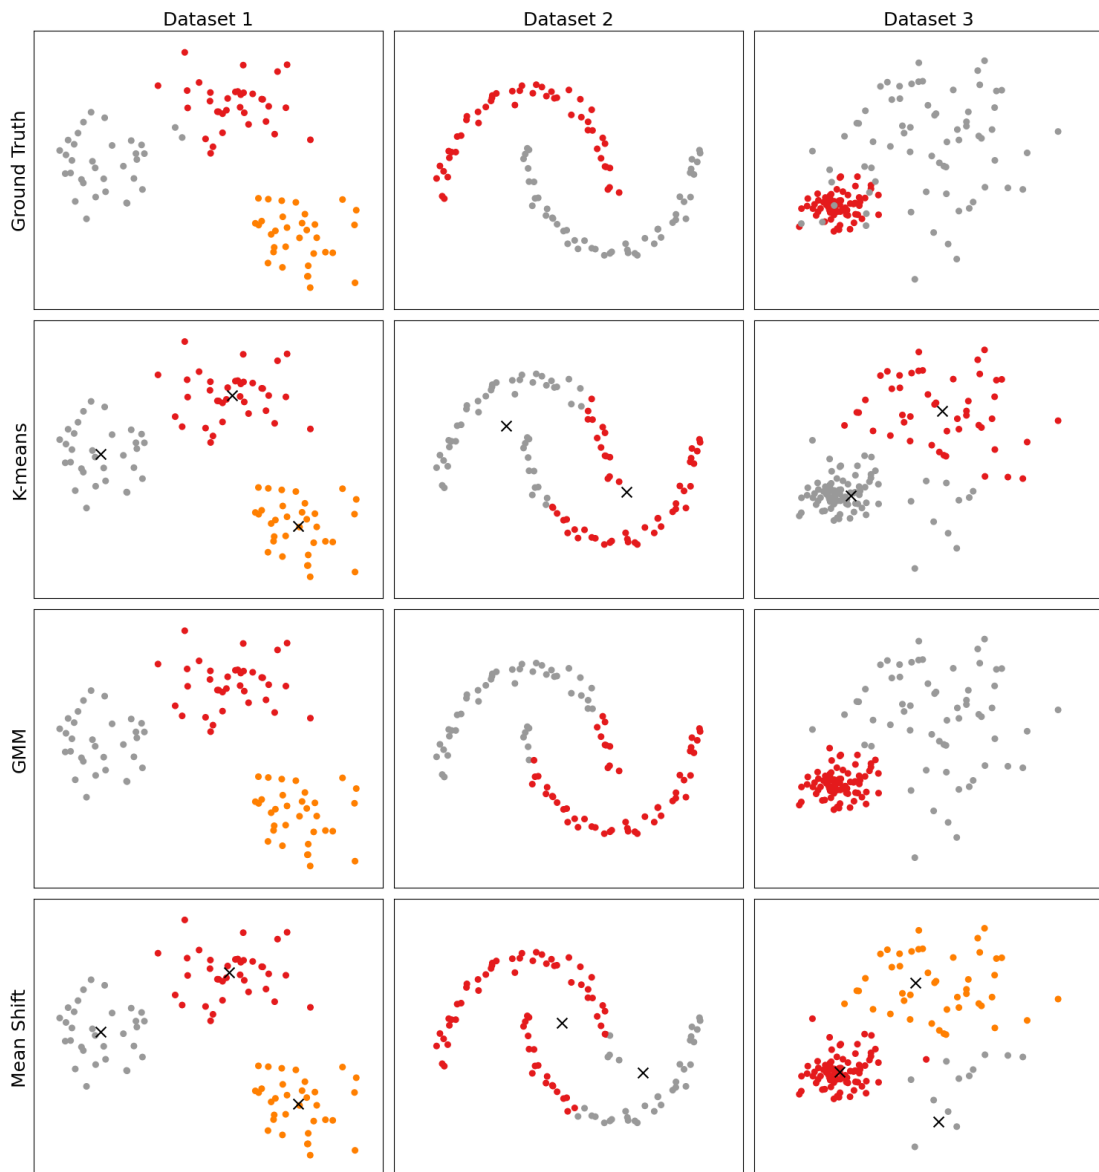 Dataset 1
Dataset 2
Dataset 3
Ground Truth
K-means
GMM
Mean Shift